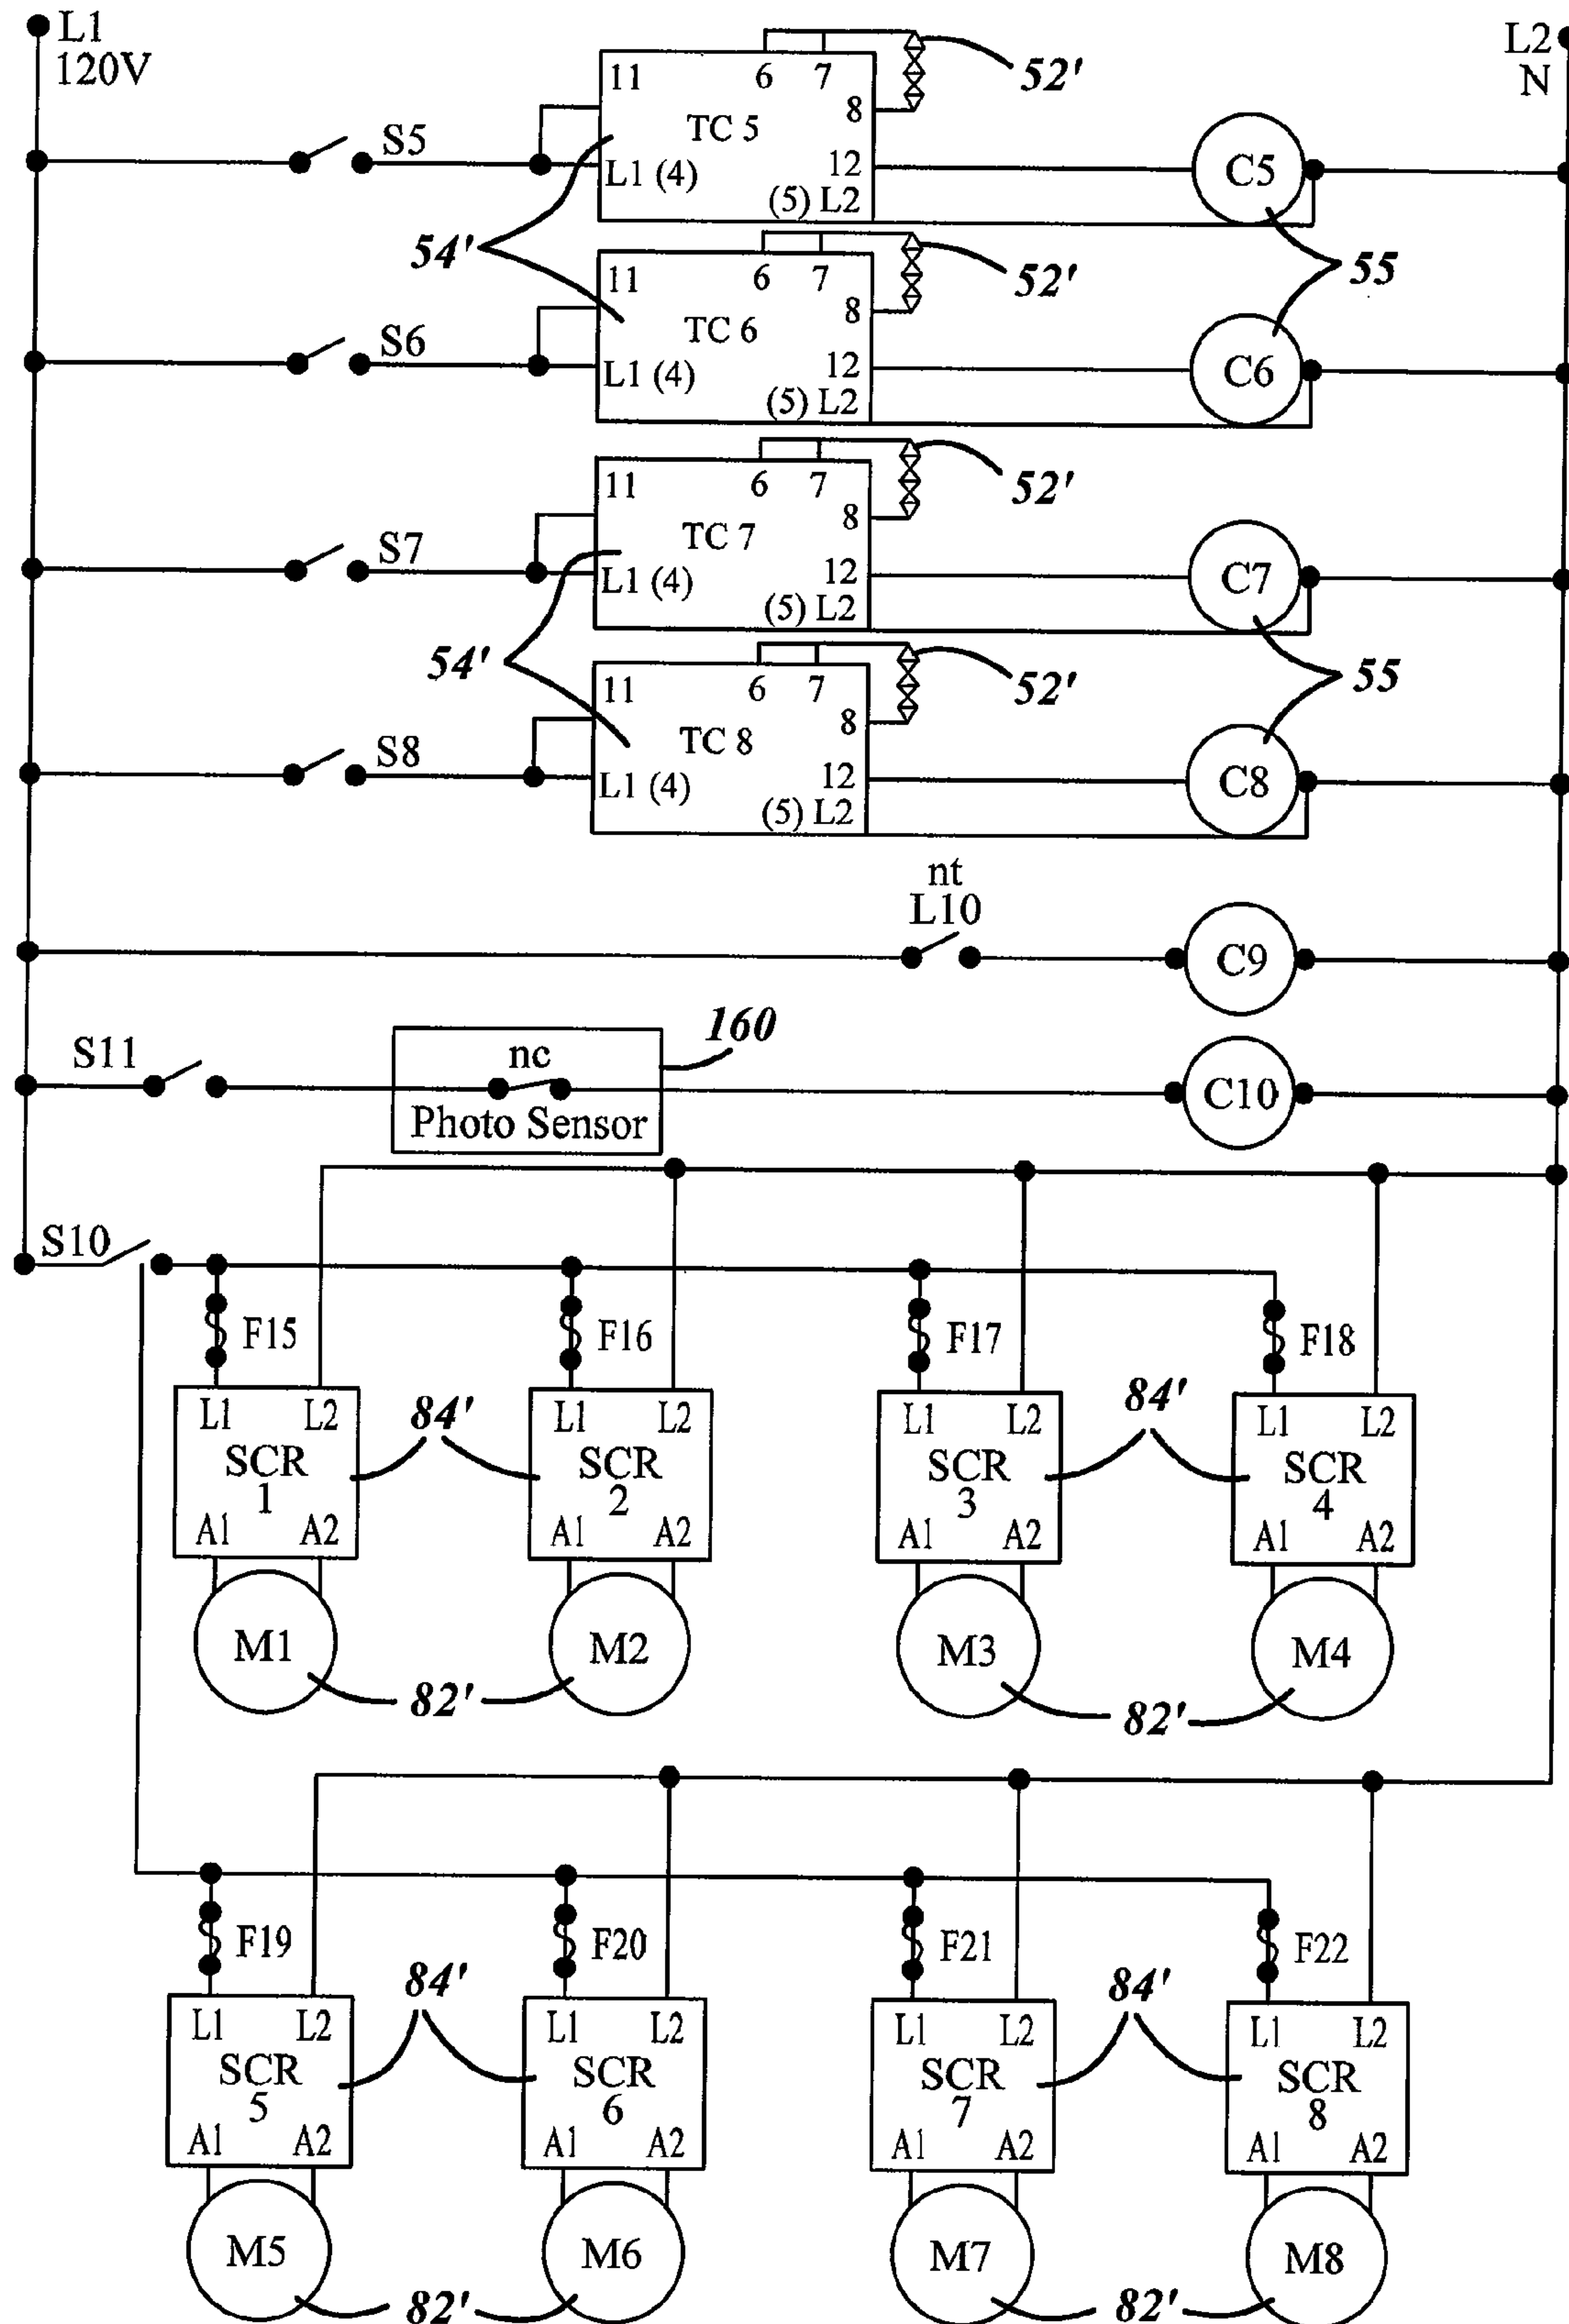 L1
120V
L2
N
11
6
7
8
TC 5
L1 (4)
12
(5) L2
S5
C5
52'
54'
55
11
6
7
8
TC 6
L1 (4)
12
(5) L2
S6
C6
52'
11
6
7
8
TC 7
L1 (4)
12
(5) L2
S7
C7
52'
54'
55
11
6
7
8
TC 8
L1 (4)
12
(5) L2
S8
C8
52'
nt
L10
C9
S11
nc
Photo Sensor
160
C10
S10
F15
F16
F17
F18
L1 L2
SCR
1
A1 A2
84'
L1 L2
SCR
2
A1 A2
L1 L2
SCR
3
A1 A2
84'
L1 L2
SCR
4
A1 A2
M1
82'
M2
M3
82'
M4
F19
F20
F21
F22
L1 L2
SCR
5
A1 A2
84'
L1 L2
SCR
6
A1 A2
L1 L2
SCR
7
A1 A2
84'
L1 L2
SCR
8
A1 A2
M5
82'
M6
M7
82'
M8